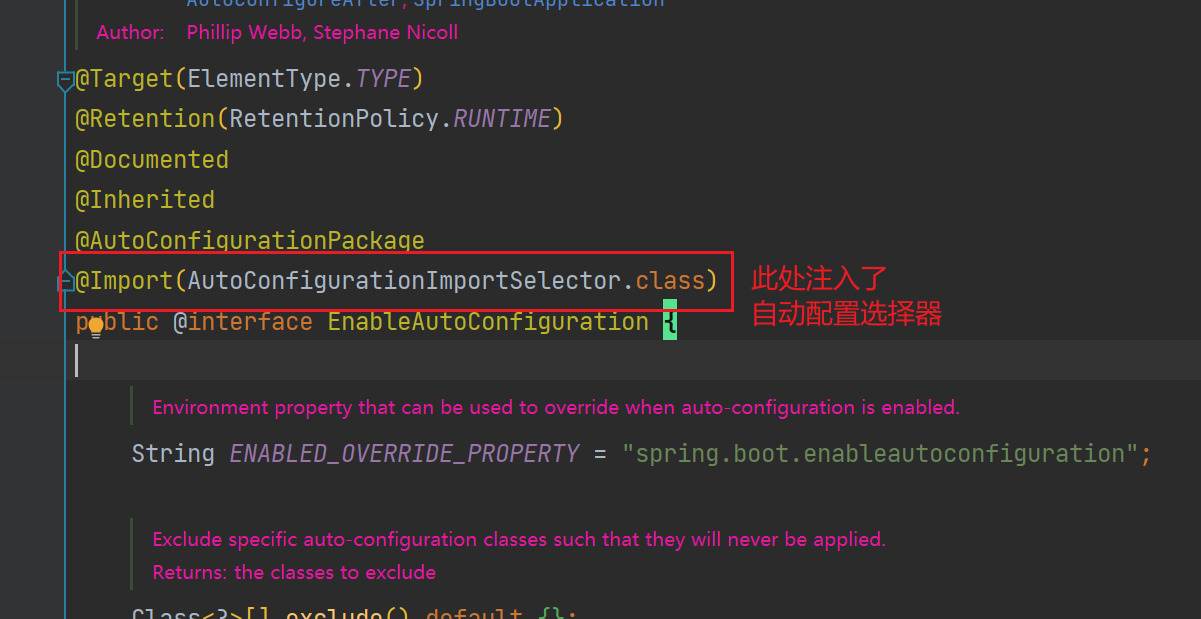 AutoConfigureAfter, SpringBootApplication
Author: Phillip Webb, Stephane Nicoll
@Target(ElementType.TYPE)
@Retention(RetentionPolicy.RUNTIME)
@Documented
@Inherited
@AutoConfigurationPackage
@Import(AutoConfigurationImportSelector.class)
此处注入了
自动配置选择器
public @interface EnableAutoConfiguration {
Environment property that can be used to override when auto-configuration is enabled.
String ENABLED_OVERRIDE_PROPERTY = "spring.boot.enableautoconfiguration";
Exclude specific auto-configuration classes such that they will never be applied.
Returns: the classes to exclude
Class<?>[] exclude() default {};